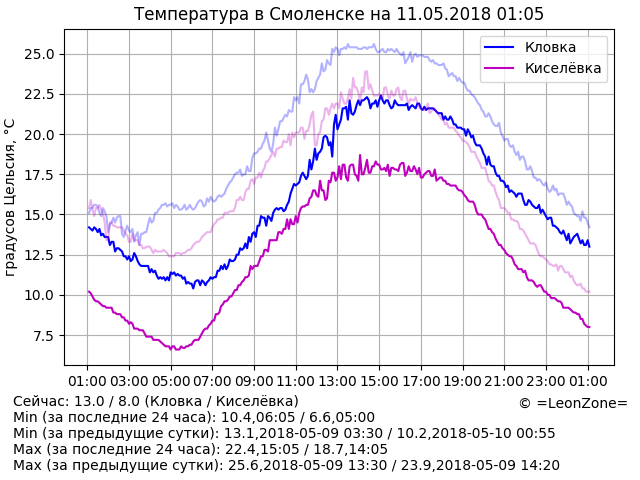 Температура в Смоленске на 11.05.2018 01:05
градусов Цельсия, °C
25.0
22.5
20.0
17.5
15.0
12.5
10.0
7.5
Кловка
Киселёвка
01:00 03:00 05:00 07:00 09:00 11:00 13:00 15:00 17:00 19:00 21:00 23:00 01:00
Сейчас: 13.0 / 8.0 (Кловка / Киселёвка)
© =LeonZone=
Min (за последние 24 часа): 10.4,06:05 / 6.6,05:00
Min (за предыдущие сутки): 13.1,2018-05-09 03:30 / 10.2,2018-05-10 00:55
Max (за последние 24 часа): 22.4,15:05 / 18.7,14:05
Max (за предыдущие сутки): 25.6,2018-05-09 13:30 / 23.9,2018-05-09 14:20